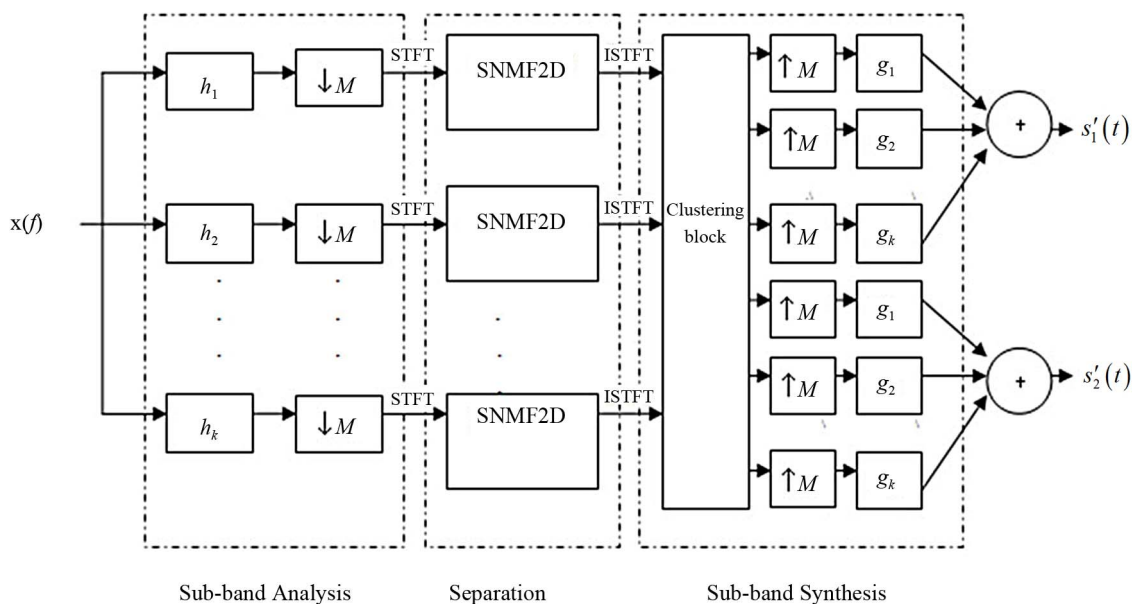 x(f)
h₁
↓M
STFT
SNMF2D
ISTFT
h₂
↓M
STFT
SNMF2D
ISTFT
hₖ
↓M
STFT
SNMF2D
ISTFT
Clustering
block
↑M
g₁
↑M
g₂
↑M
gₖ
+
s′₁(t)
↑M
g₁
↑M
g₂
↑M
gₖ
+
s′₂(t)
Sub-band Analysis
Separation
Sub-band Synthesis